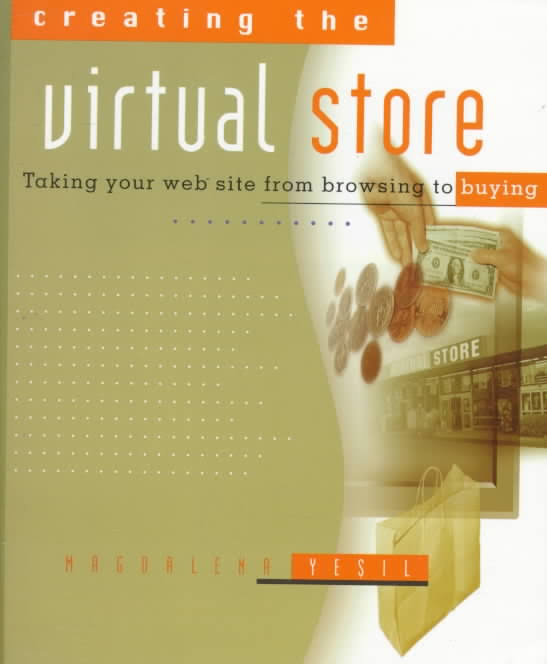 creating the
virtual store
Taking your web site from browsing to buying
STORE
MAGDALENA YESIL